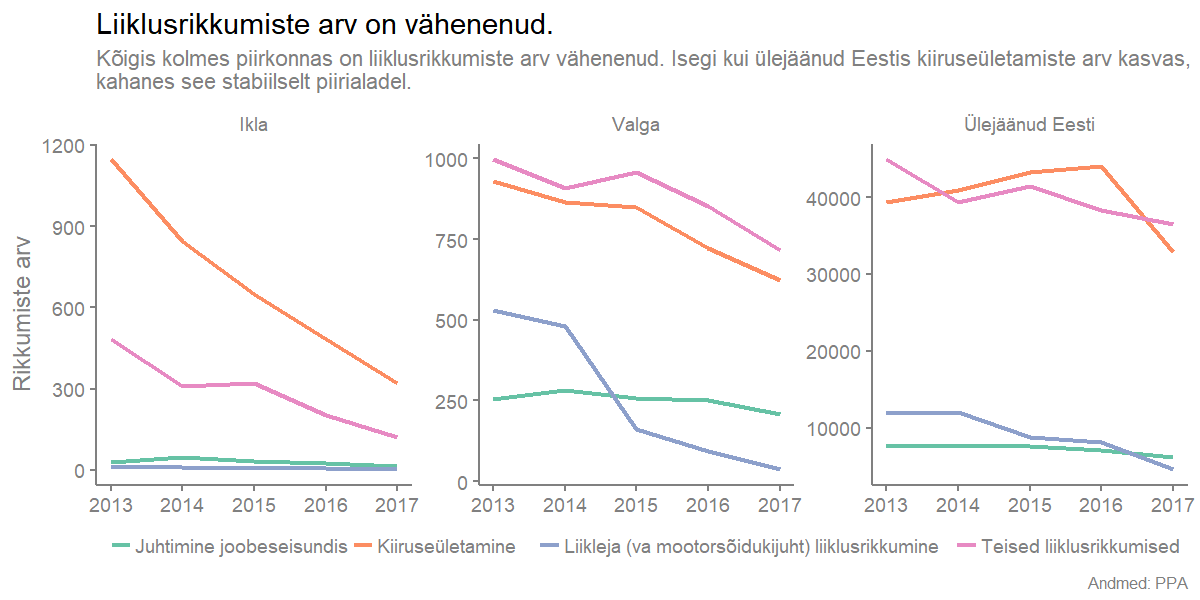 Liiklusrikkumiste arv on vähenenud.
Kõigis kolmes piirkonnas on liiklusrikkumiste arv vähenenud. Isegi kui ülejäänud Eestis kiiruseületamiste arv kasvas,
kahanes see stabiilselt piirialadel.
Ikla
Valga
Ülejäänud Eesti
Rikkumiste arv
1200
900
600
300
0
2013 2014 2015 2016 2017
1000
750
500
250
0
2013 2014 2015 2016 2017
40000
30000
20000
10000
2013 2014 2015 2016 2017
Juhtimine joobeseisundis Kiiruseületamine Liikleja (va mootorsõidukijuht) liiklusrikkumine Teised liiklusrikkumised
Andmed: PPA